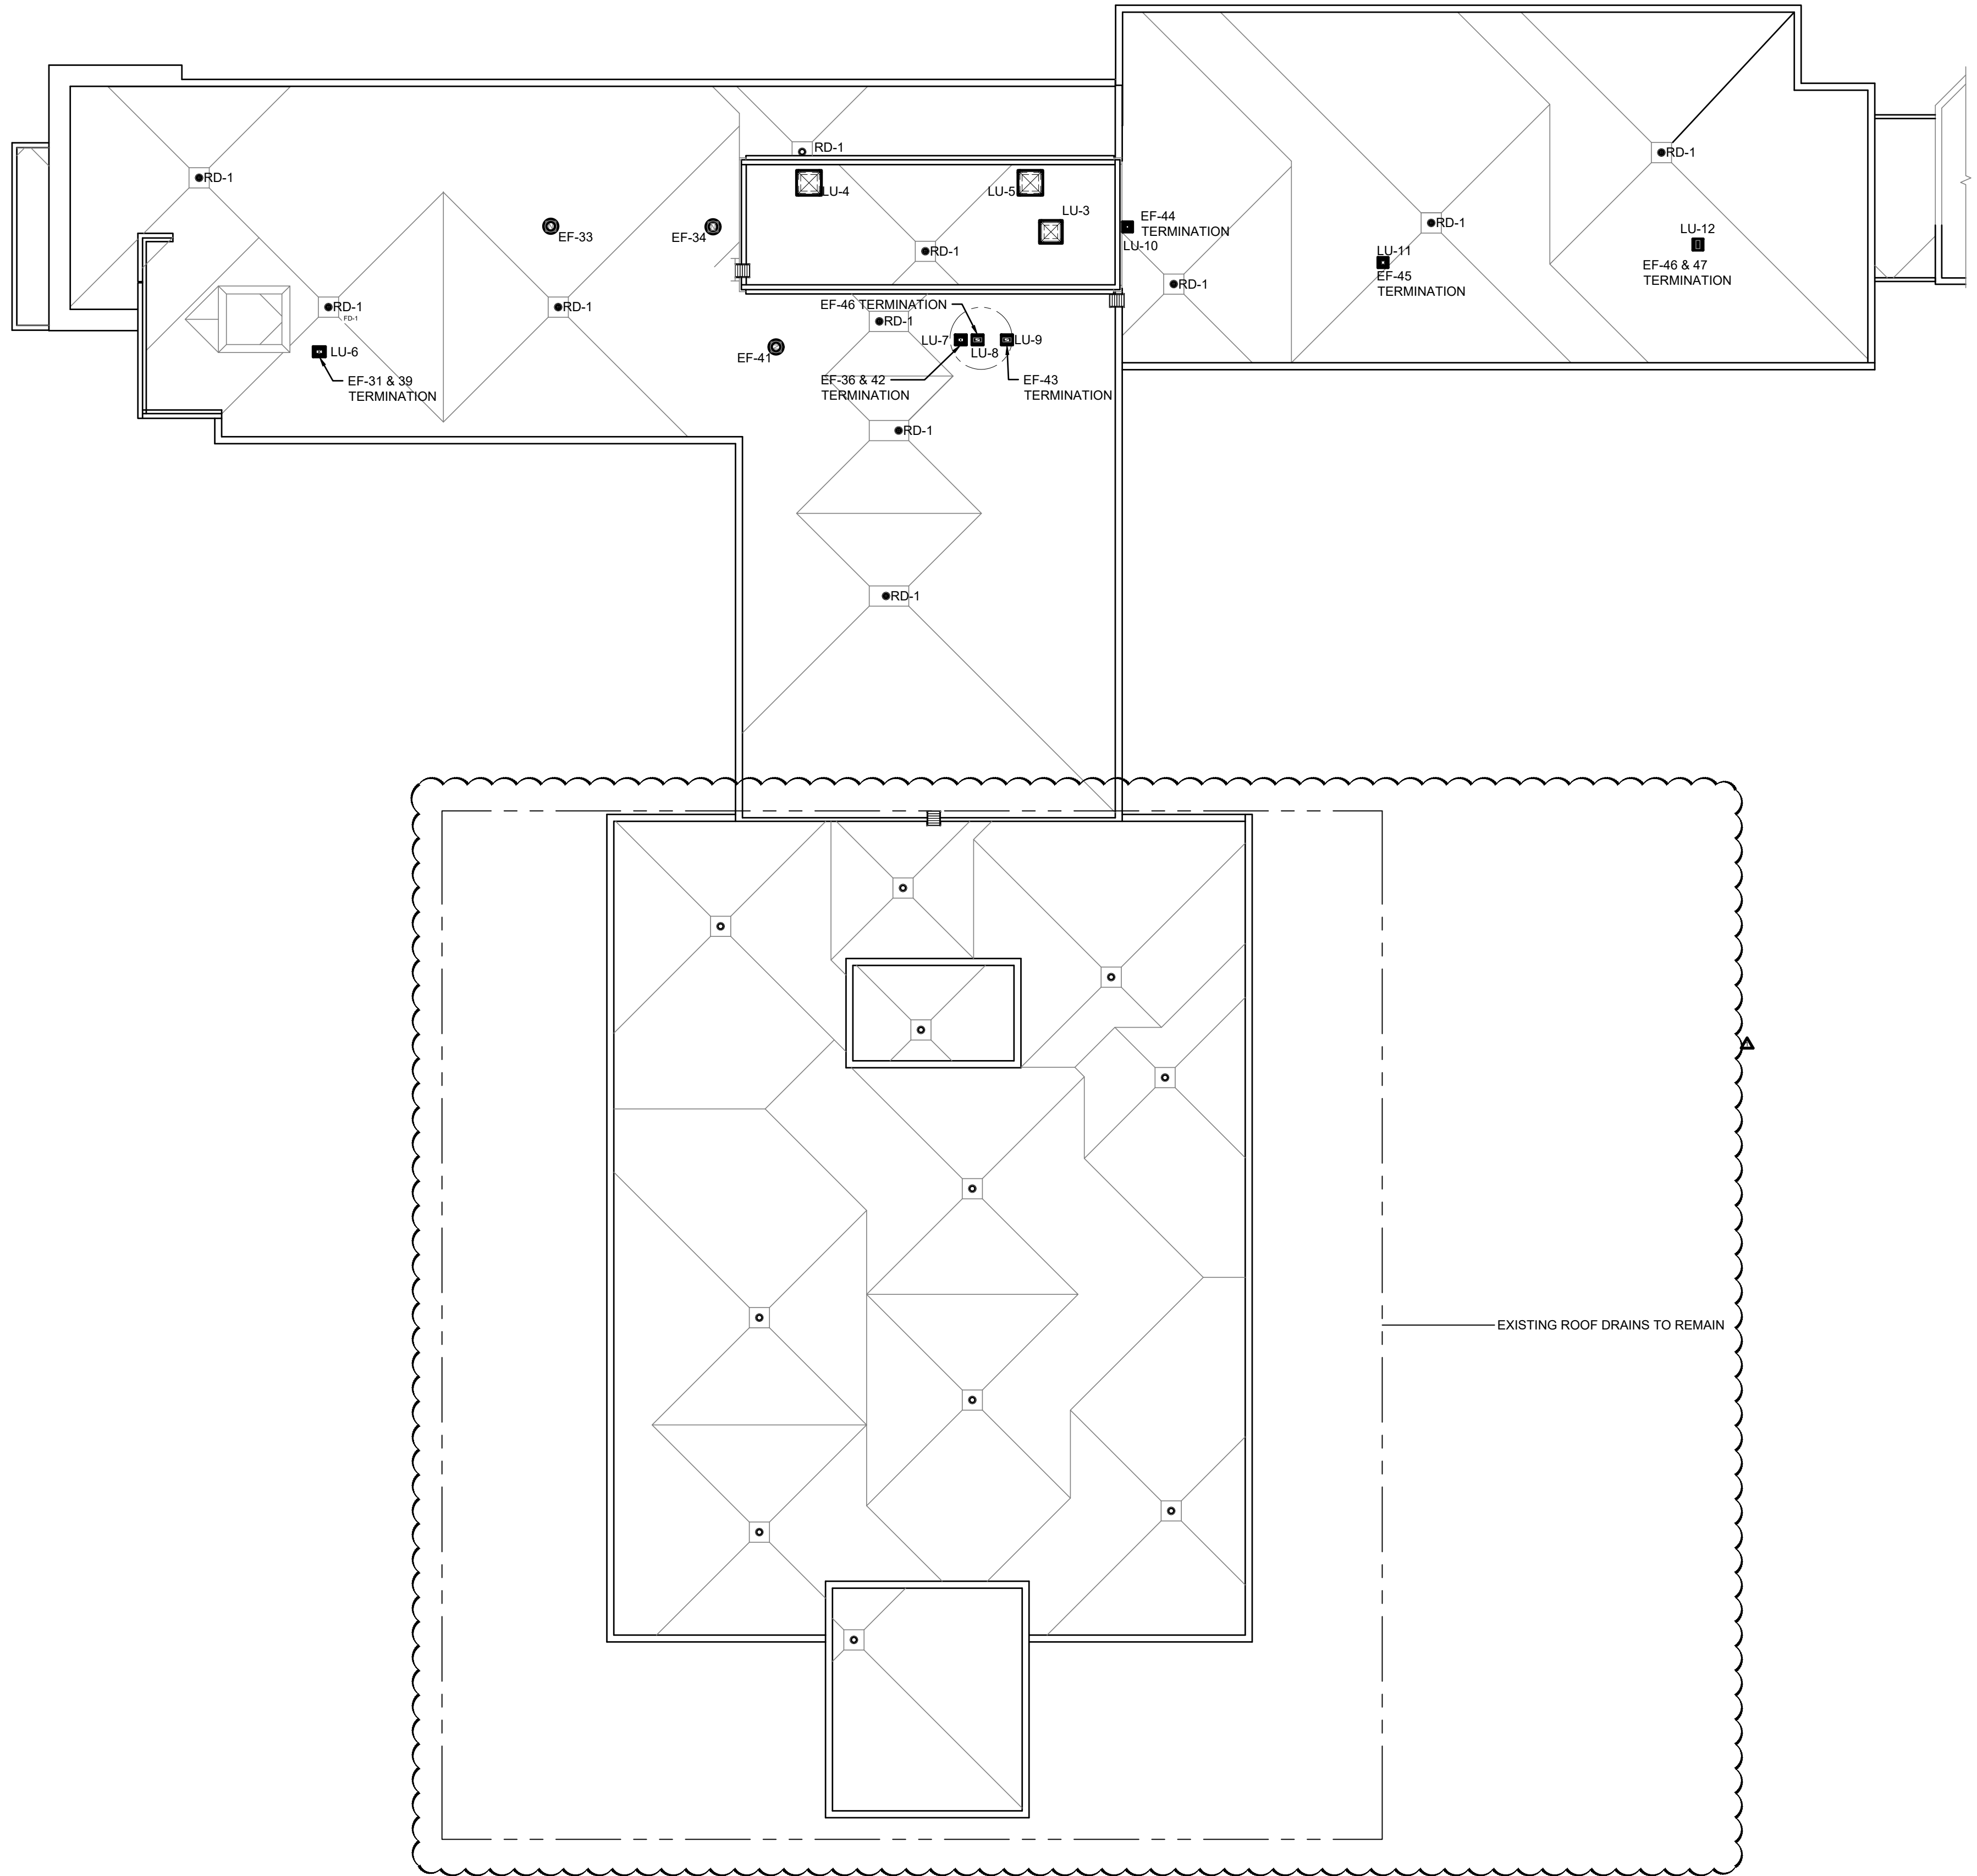 RD-1
RD-1
RD-1
LU-4
LU-5
LU-3
EF-33
EF-34
EF-44
TERMINATION
LU-10
RD-1
LU-12
RD-1
LU-11
EF-45
TERMINATION
EF-46 & 47
TERMINATION
RD-1
RD-1
FD-1
RD-1
EF-46 TERMINATION
RD-1
LU-7
LU-8
LU-9
LU-6
EF-41
EF-31 & 39
TERMINATION
EF-36 & 42
TERMINATION
EF-43
TERMINATION
RD-1
RD-1
EXISTING ROOF DRAINS TO REMAIN